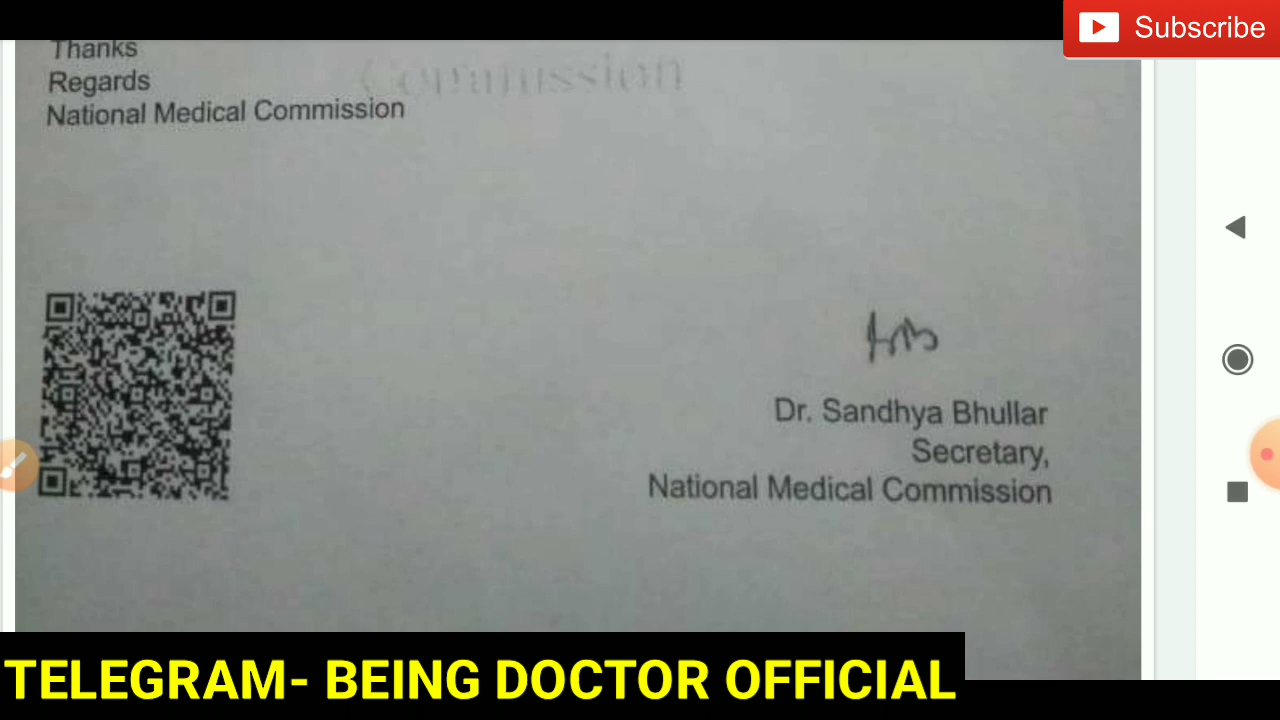 Subscribe
Thanks
Regards
National Medical Commission
Commission
Dr. Sandhya Bhullar
Secretary,
National Medical Commission
TELEGRAM- BEING DOCTOR OFFICIAL